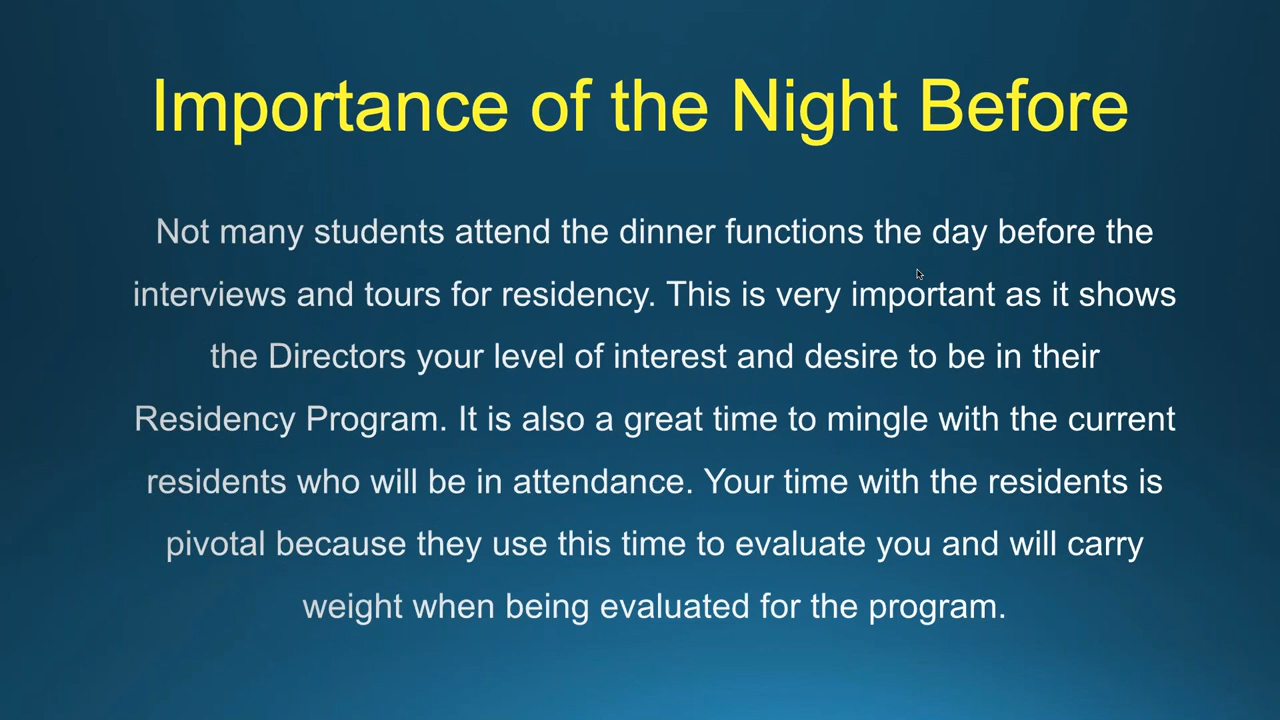 Importance of the Night Before
Not many students attend the dinner functions the day before the
interviews and tours for residency. This is very important as it shows
the Directors your level of interest and desire to be in their
Residency Program. It is also a great time to mingle with the current
residents who will be in attendance. Your time with the residents is
pivotal because they use this time to evaluate you and will carry
weight when being evaluated for the program.